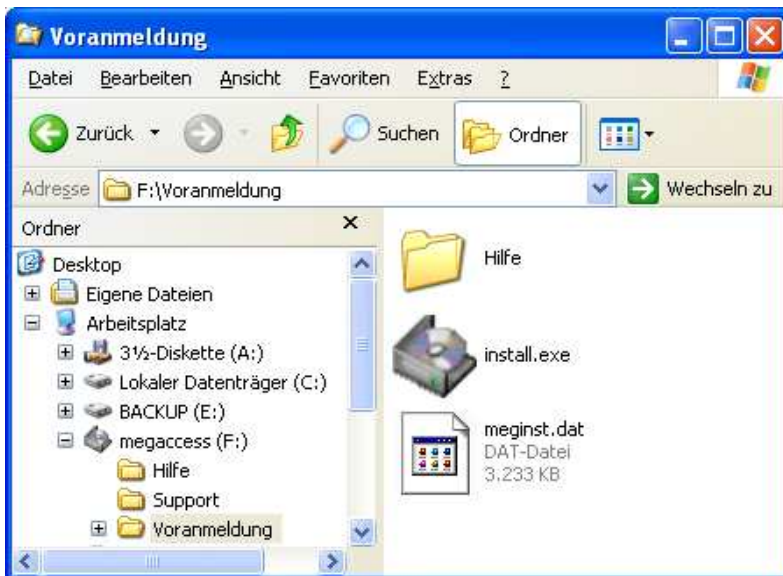 Voranmeldung
Datei Bearbeiten Ansicht Favoriten Extras ?
Zurück Suchen Ordner
Adresse F:\Voranmeldung Wechseln zu
Ordner
Desktop
Eigene Dateien
Arbeitsplatz
3½-Diskette (A:)
Lokaler Datenträger (C:)
BACKUP (E:)
megaccess (F:)
Hilfe
Support
Voranmeldung
Hilfe
install.exe
meginst.dat
DAT-Datei
3.233 KB